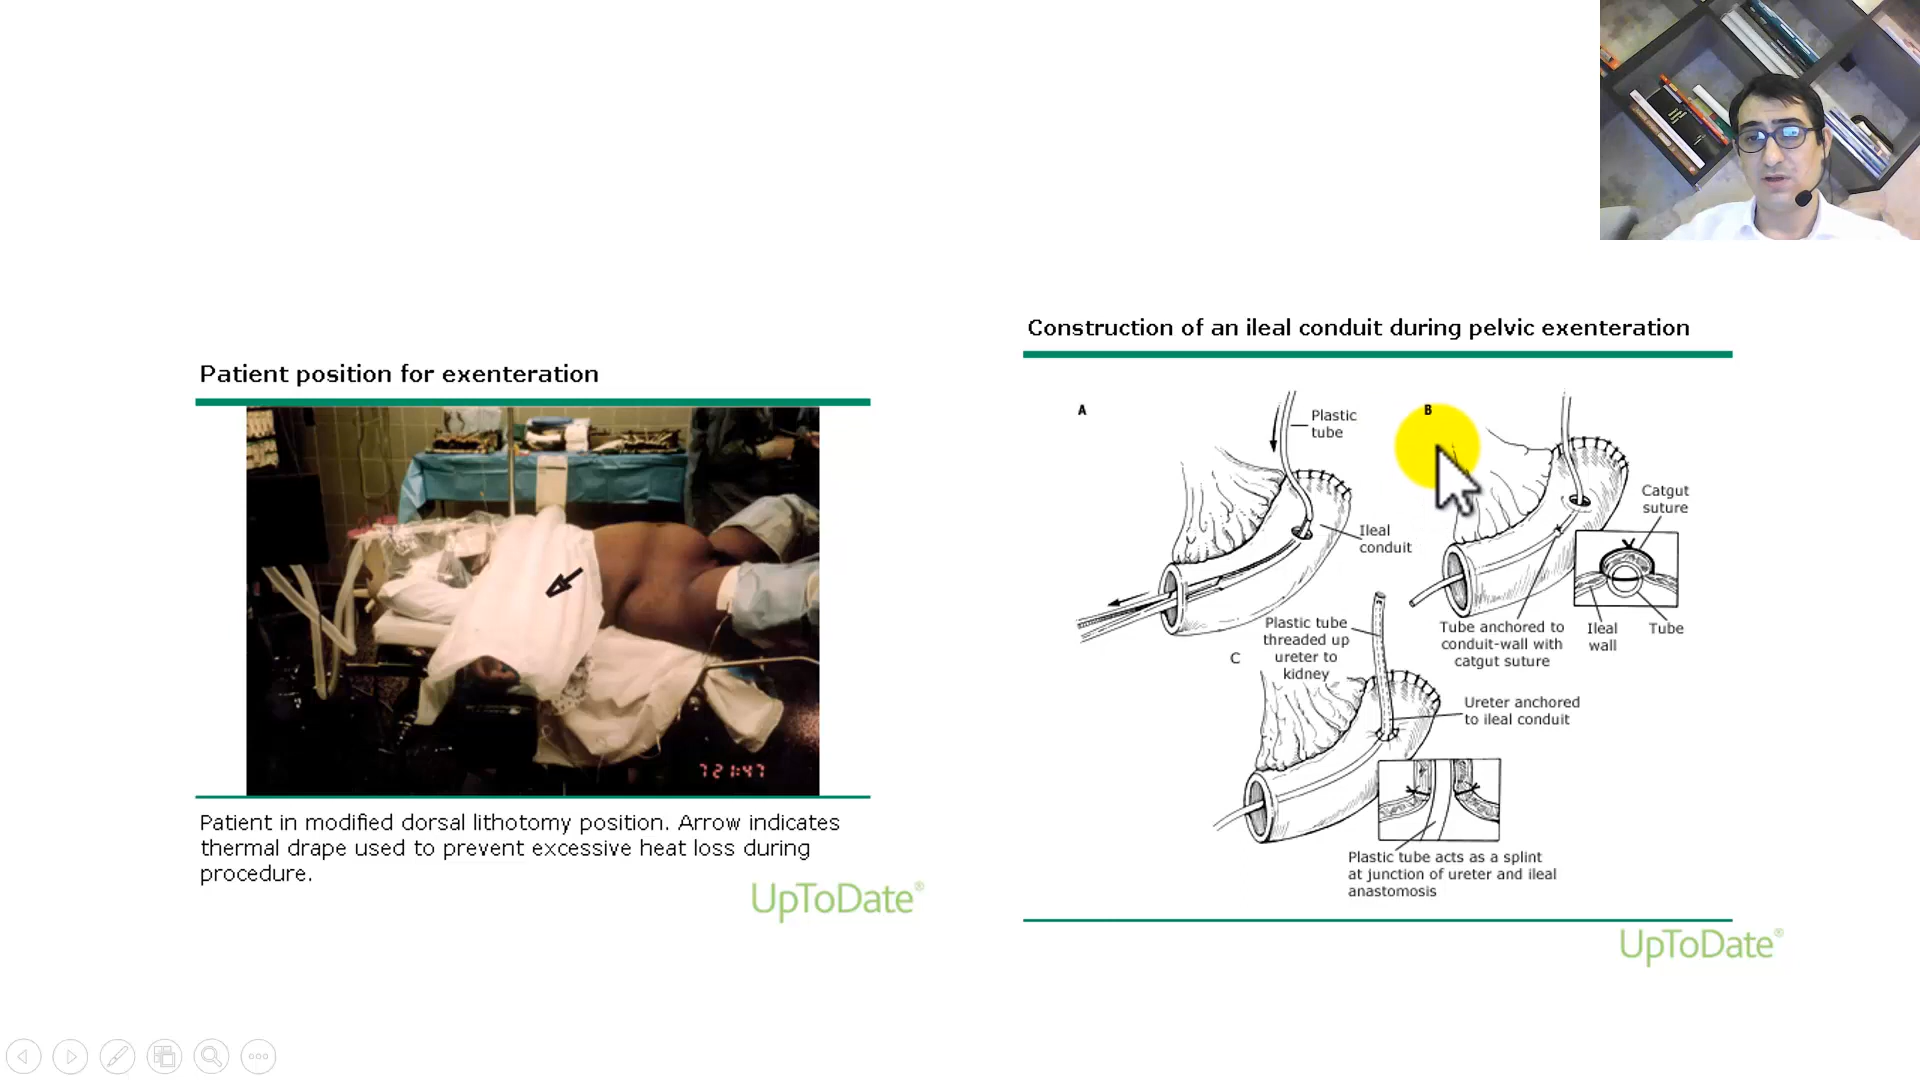 Patient position for exenteration
7 21:47
Patient in modified dorsal lithotomy position. Arrow indicates
thermal drape used to prevent excessive heat loss during
procedure.
UpToDate®
Construction of an ileal conduit during pelvic exenteration
A
Plastic
tube
Ileal
conduit
B
Catgut
suture
Tube anchored to
conduit-wall with
catgut suture
Ileal
wall
Tube
C
Plastic tube
threaded up
ureter to
kidney
Ureter anchored
to ileal conduit
Plastic tube acts as a splint
at junction of ureter and ileal
anastomosis
UpToDate®